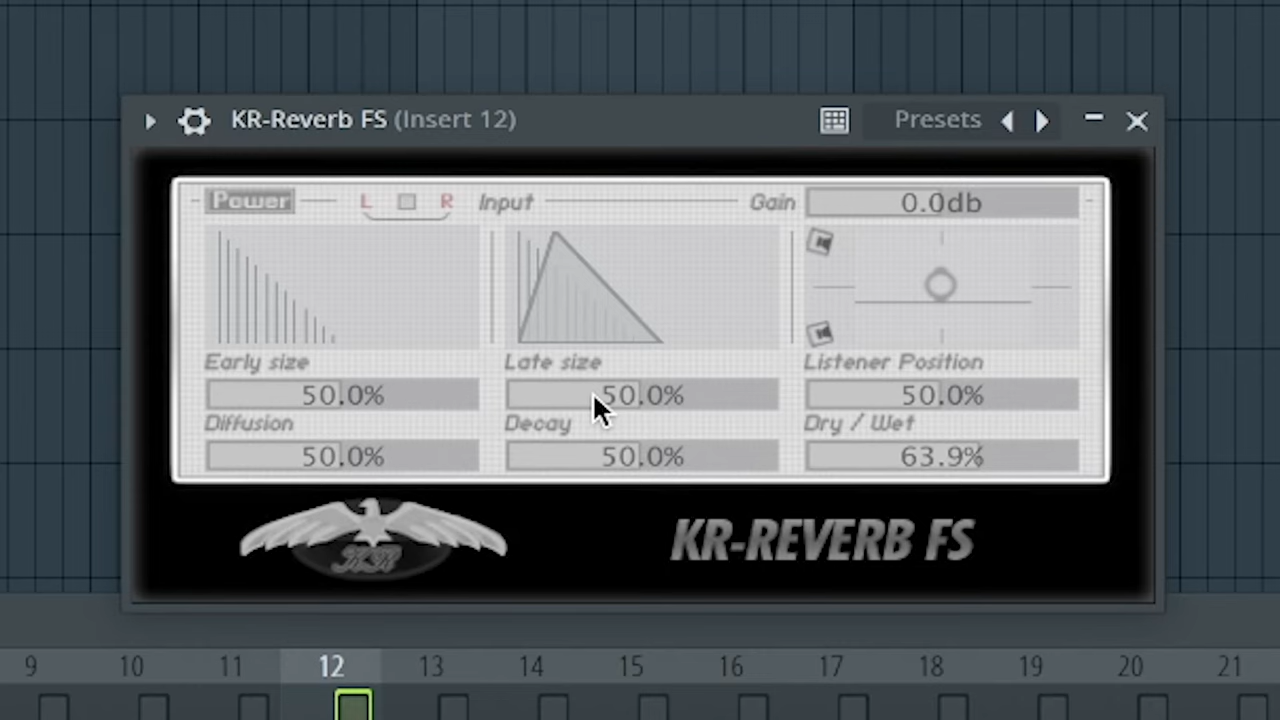 KR-Reverb FS (Insert 12) Presets
Power L R Input Gain 0.0db
Early size Late size Listener Position
50.0% 50.0% 50.0%
Diffusion Decay Dry / Wet
50.0% 50.0% 63.9%
KR KR-REVERB FS
9 10 11 12 13 14 15 16 17 18 19 20 21